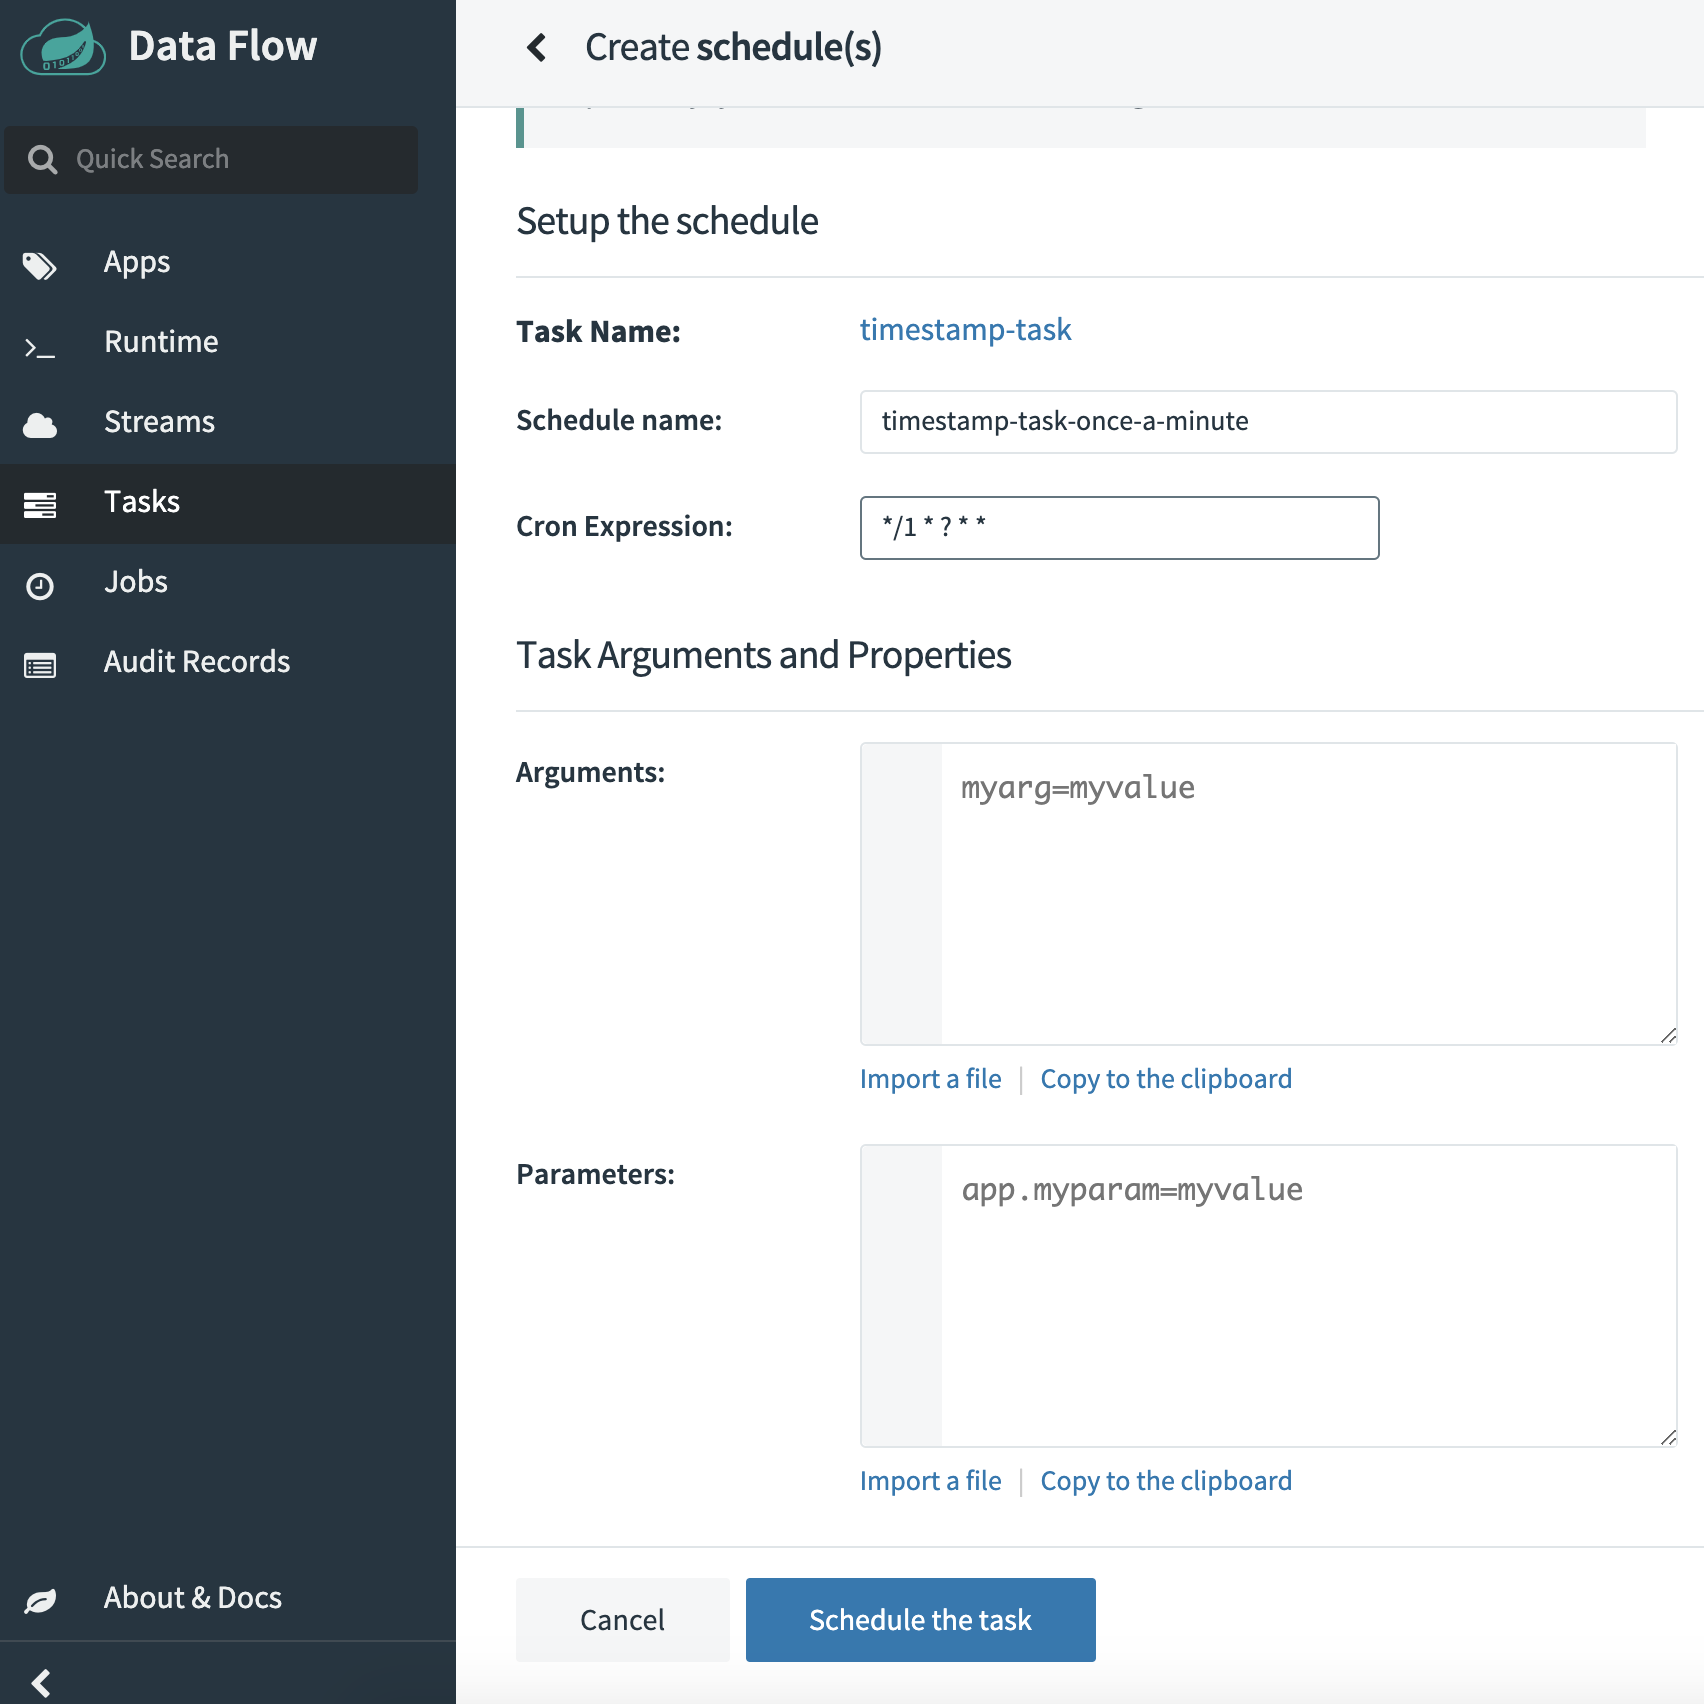 Data Flow
Quick Search
Apps
Runtime
Streams
Tasks
Jobs
Audit Records
About & Docs
Create schedule(s)
Setup the schedule
Task Name: timestamp-task
Schedule name: timestamp-task-once-a-minute
Cron Expression: */1 * ? * *
Task Arguments and Properties
Arguments: myarg=myvalue
Import a file | Copy to the clipboard
Parameters: app.myparam=myvalue
Import a file | Copy to the clipboard
Cancel
Schedule the task